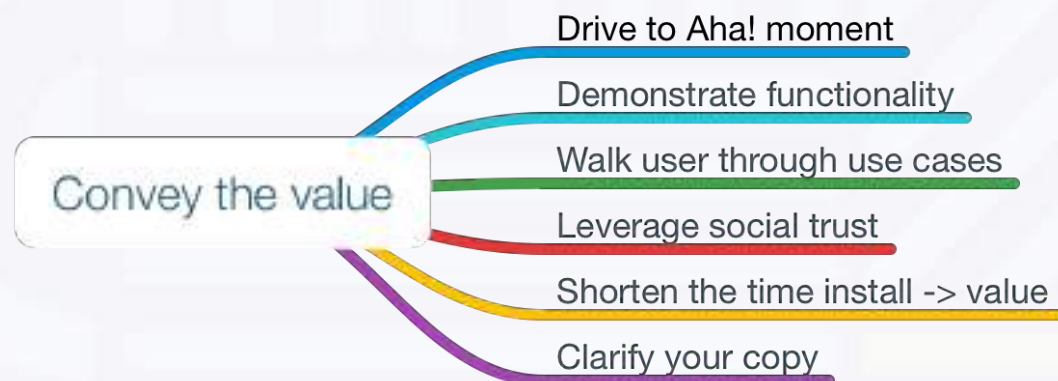 Drive to Aha! moment
Demonstrate functionality
Walk user through use cases
Convey the value
Leverage social trust
Shorten the time install -> value
Clarify your copy